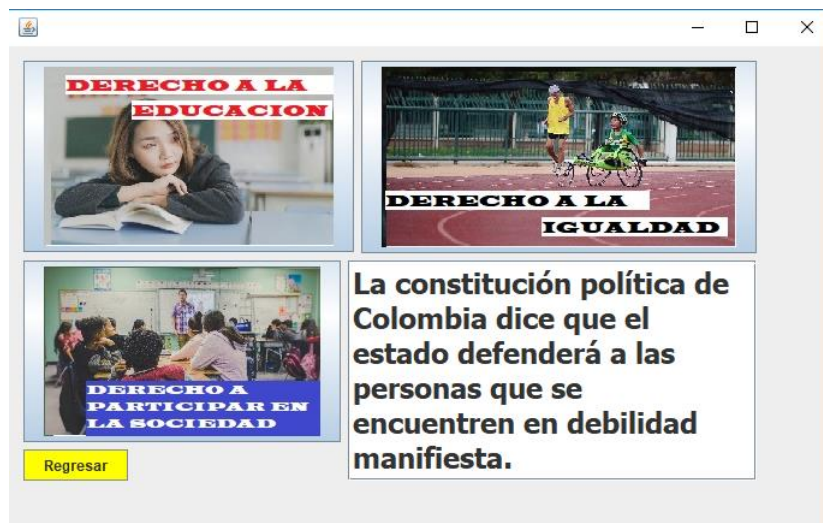 DERECHO A LA
EDUCACION
DERECHO A LA
IGUALDAD
DERECHO A
PARTICIPAR EN
LA SOCIEDAD
La constitución política de
Colombia dice que el
estado defenderá a las
personas que se
encuentren en debilidad
manifiesta.
Regresar